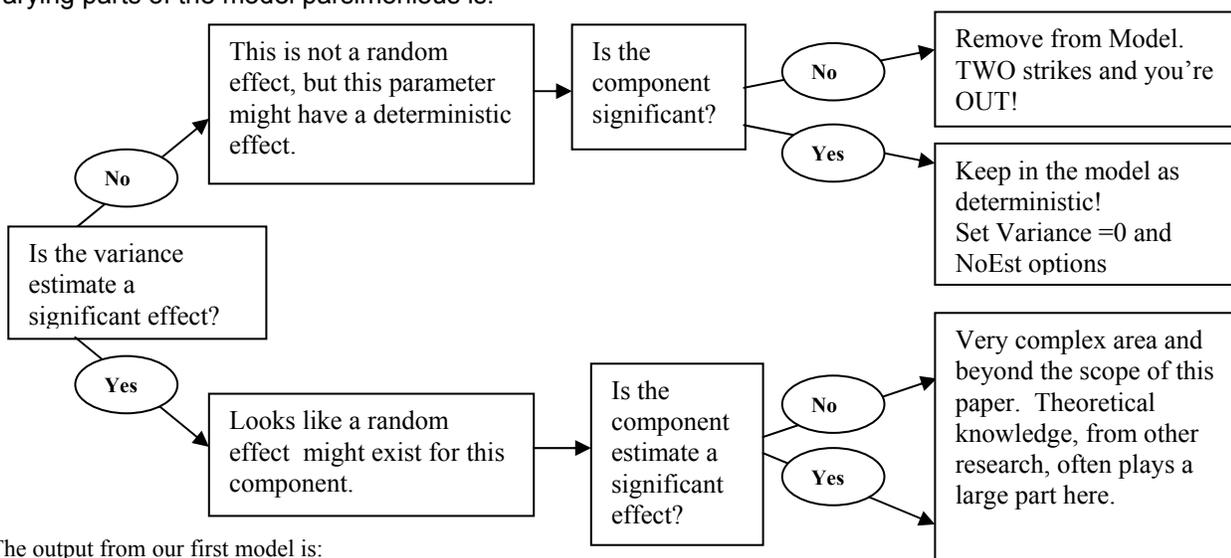 varying parts of the model parsimonious is:
This is not a random
effect, but this parameter
might have a deterministic
effect.
Is the
component
significant?
No
Remove from Model.
TWO strikes and you're
OUT!
Yes
Keep in the model as
deterministic!
Set Variance =0 and
NoEst options
No
Is the variance
estimate a
significant effect?
Yes
Looks like a random
effect might exist for this
component.
Is the
component
estimate a
significant
effect?
No
Yes
Very complex area and
beyond the scope of this
paper. Theoretical
knowledge, from other
research, often plays a
large part here.
The output from our first model is: